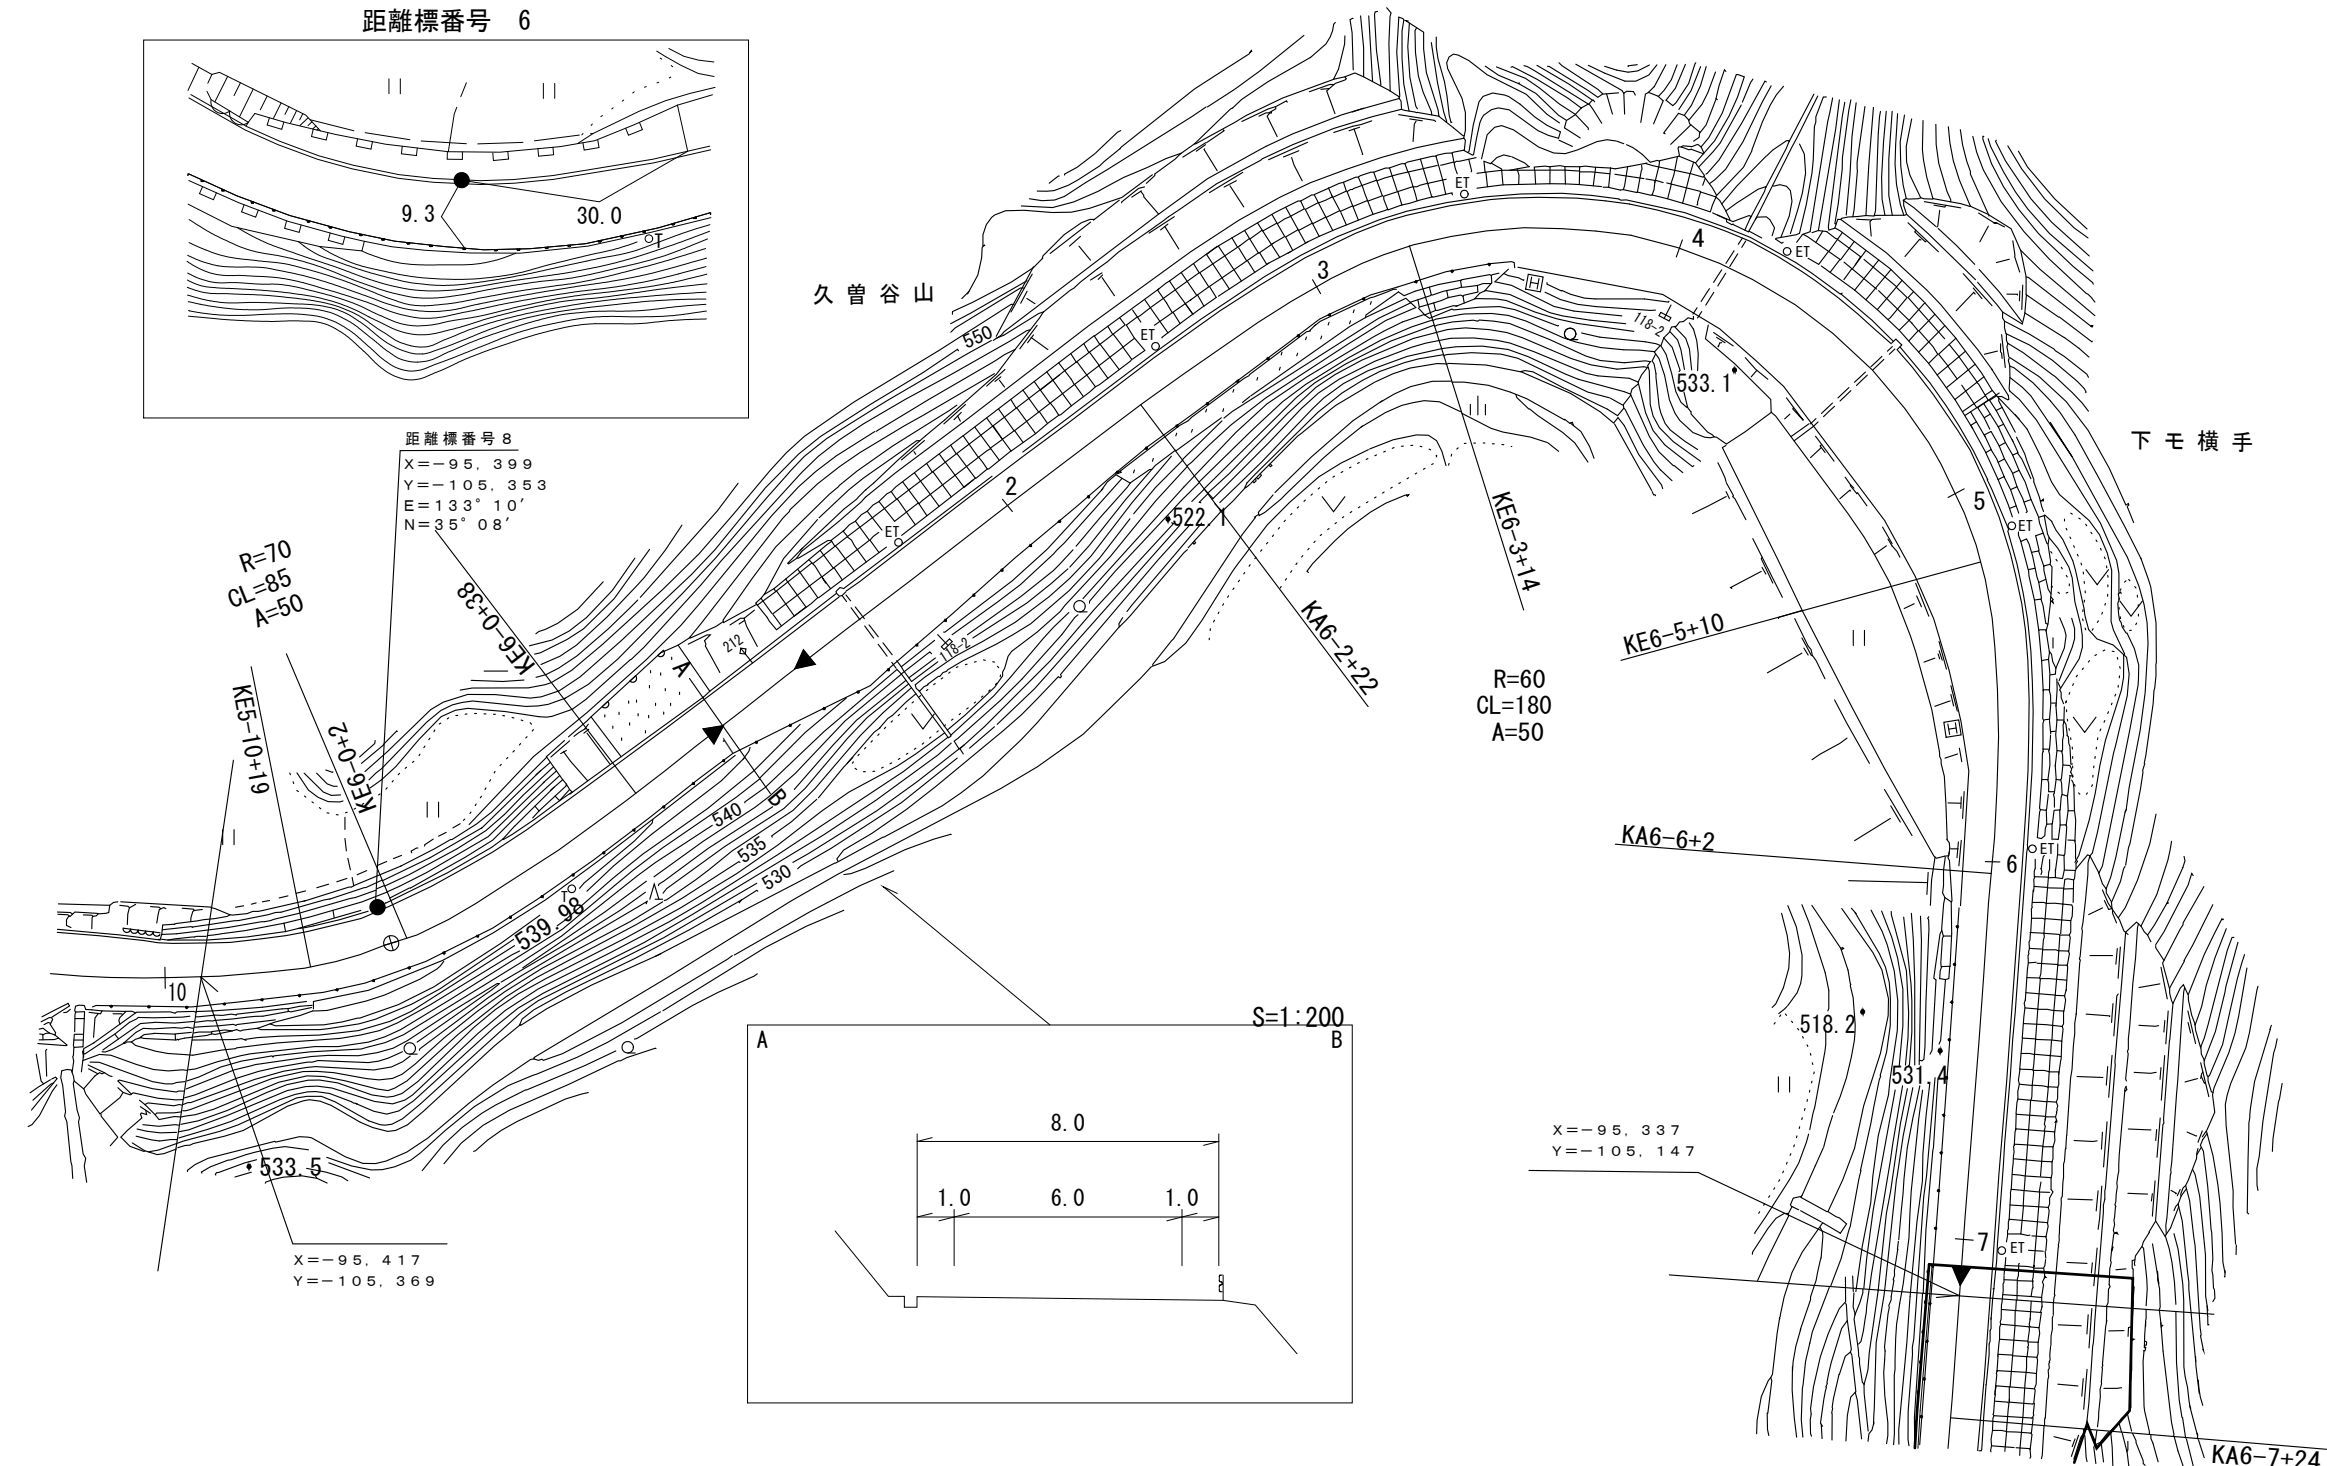 距離標番号 6
9.3
30.0
T
距離標番号８
X=-95,399
Y=-105,353
E=133°10′
N=35°08′
久曽谷山
下モ横手
R=70
CL=85
A=50
KE5-10+19
KE6-0+2
KE6-0+38
550
ET
ET
ET
ET
ET
ET
ET
2
3
4
5
6
7
10
H
H
118-2
118-2
212
A
B
533.1
522.1
KA6-2+22
KE6-3+14
KE6-5+10
KA6-6+2
R=60
CL=180
A=50
540
535
530
T
539.98
518.2
531.4
533.5
X=-95,417
Y=-105,369
S=1:200
A
B
8.0
1.0
6.0
1.0
X=-95,337
Y=-105,147
KA6-7+24